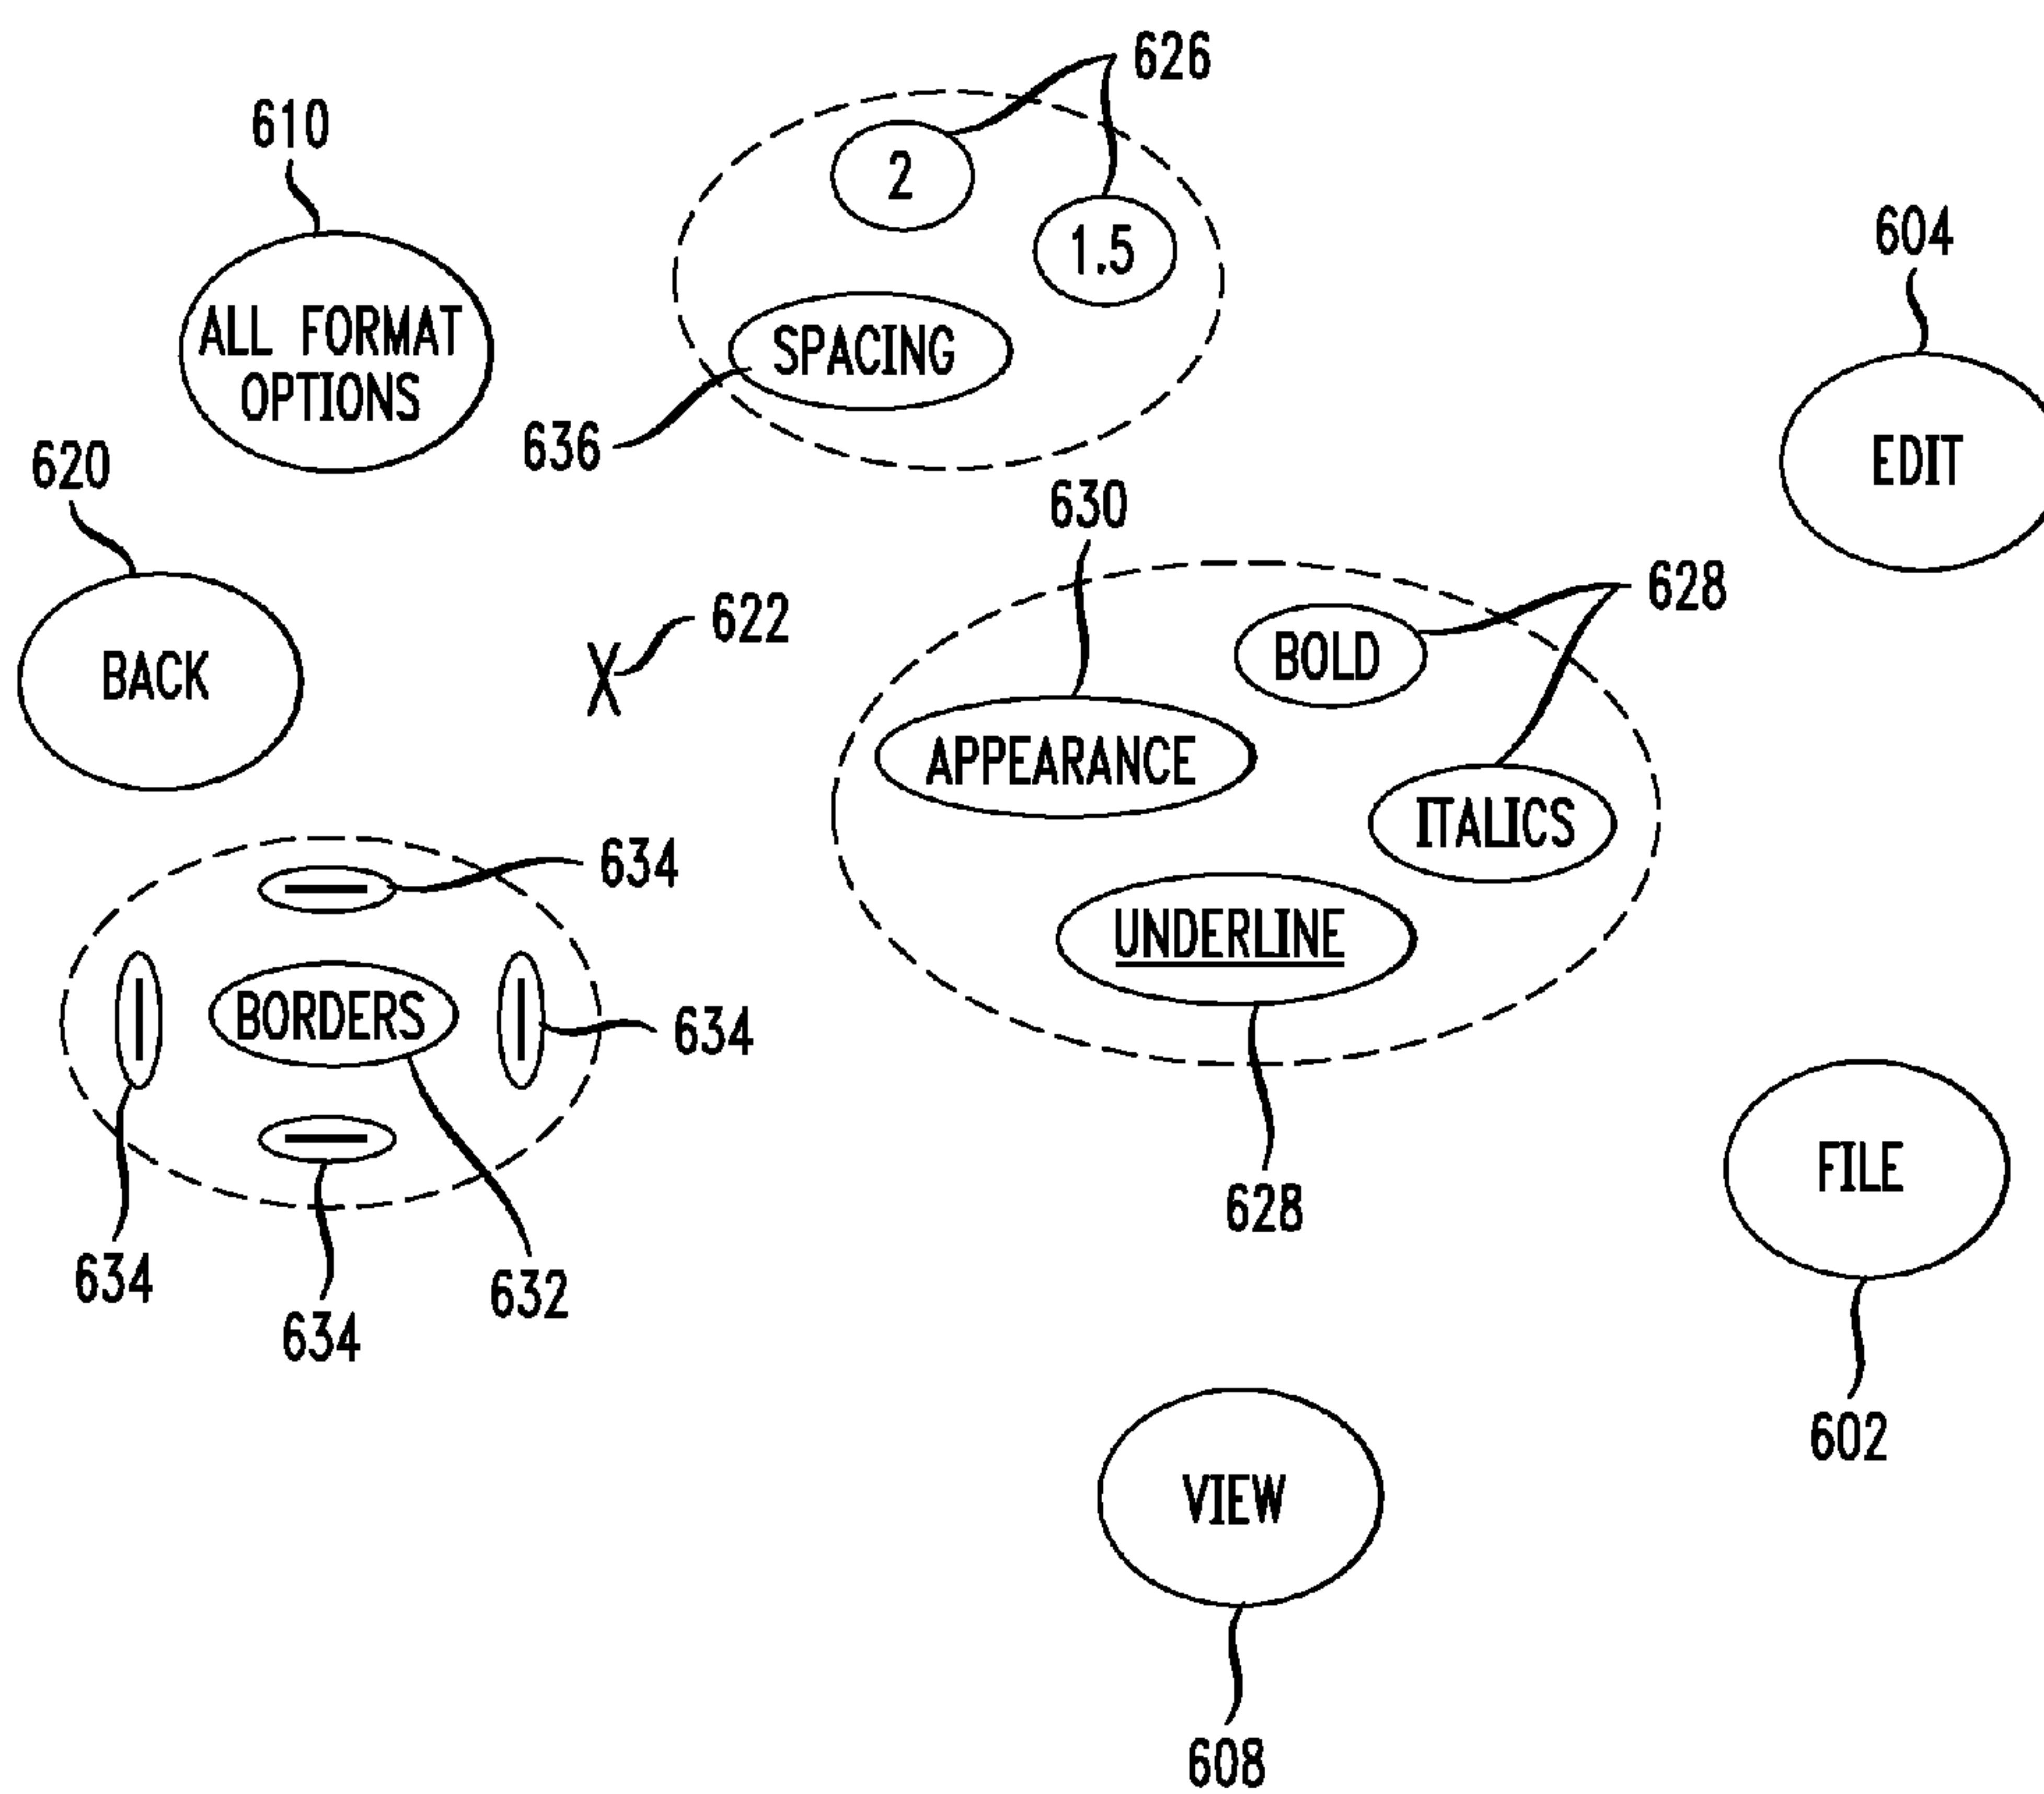 626
610
2
604
1.5
ALL FORMAT
OPTIONS
SPACING
636
EDIT
620
630
628
622
BOLD
BACK
X
APPEARANCE
ITALICS
634
UNDERLINE
BORDERS
634
628
FILE
634
632
634
602
VIEW
608